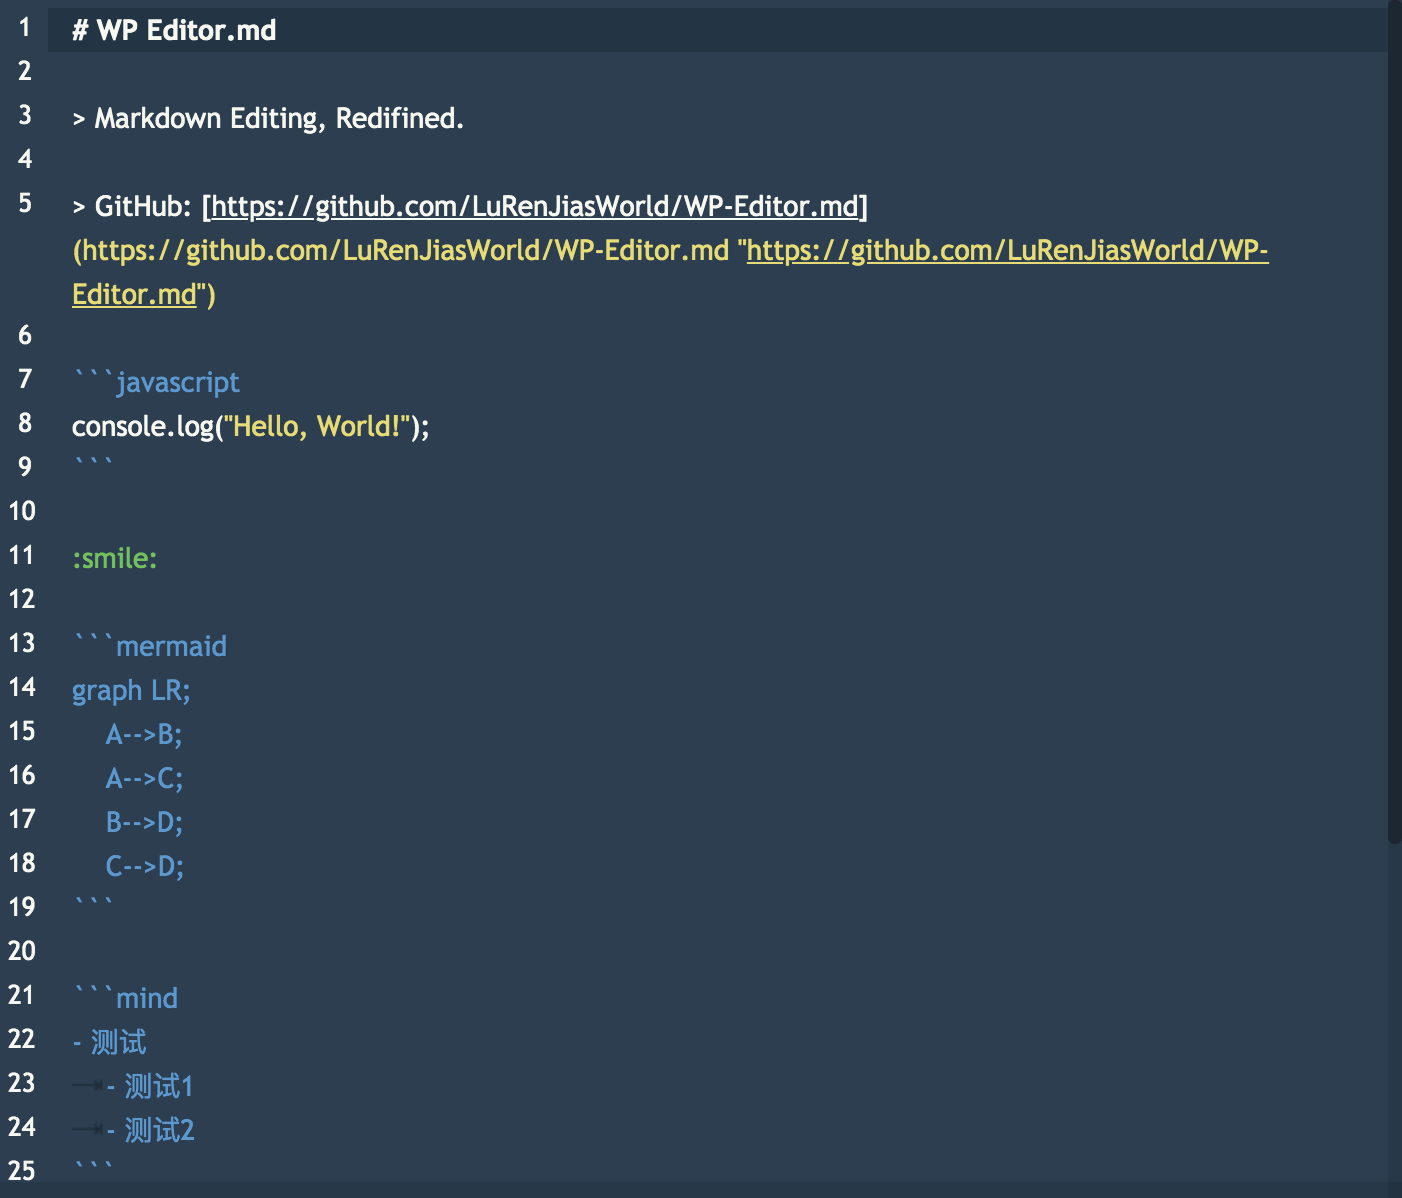 1 # WP Editor.md
2
3 > Markdown Editing, Redifined.
4
5 > GitHub: [https://github.com/LuRenJiasWorld/WP-Editor.md]
(https://github.com/LuRenJiasWorld/WP-Editor.md "https://github.com/LuRenJiasWorld/WP-
Editor.md")
6
7 ```javascript
8 console.log("Hello, World!");
9 ```
10
11 :smile:
12
13 ```mermaid
14 graph LR;
15     A-->B;
16     A-->C;
17     B-->D;
18     C-->D;
19 ```
20
21 ```mind
22 - 测试
23     - 测试1
24     - 测试2
25 ```